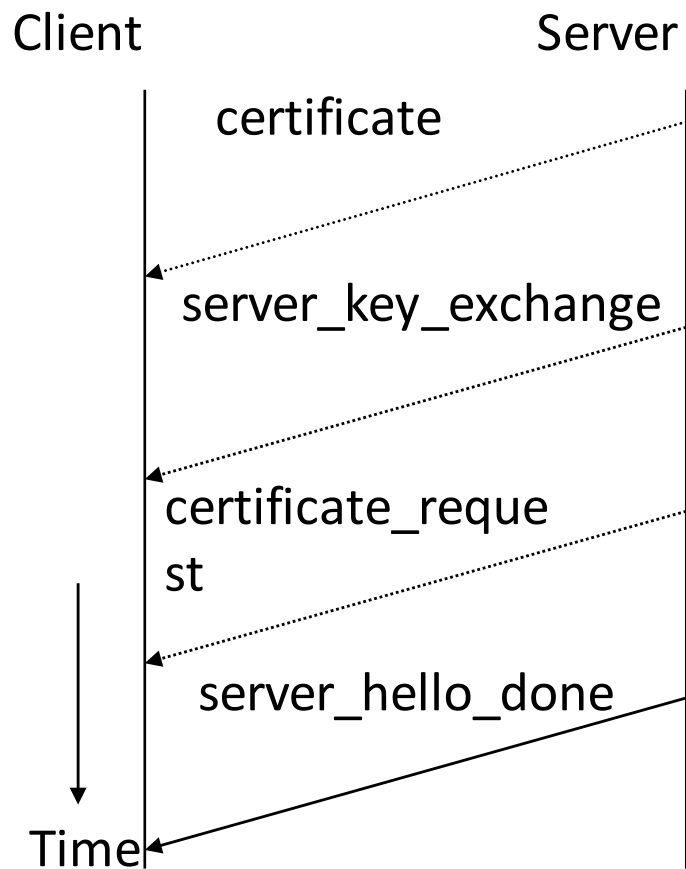 Client
Server
certificate
server_key_exchange
certificate_reque
st
server_hello_done
Time